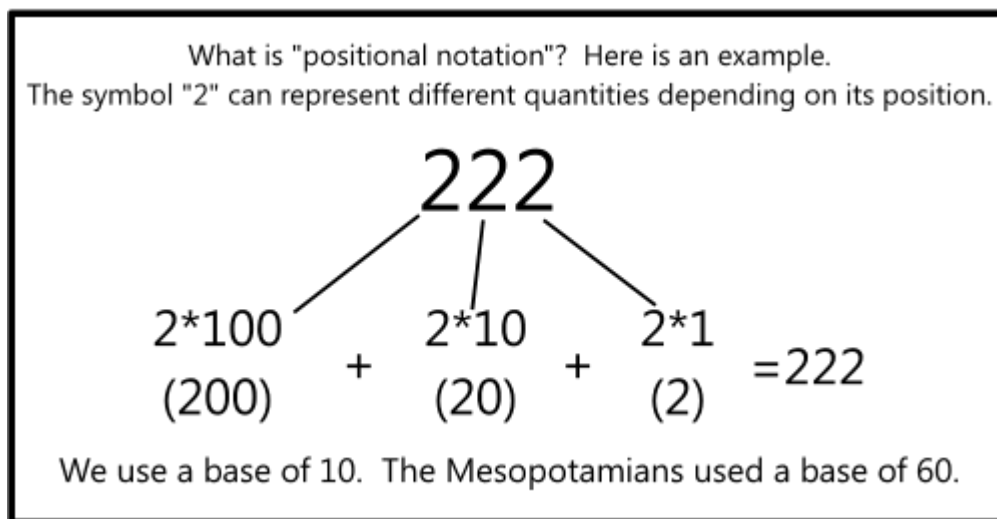 What is "positional notation"? Here is an example.
The symbol "2" can represent different quantities depending on its position.
222
2*100 2*10 2*1
+ + =222
(200) (20) (2)
We use a base of 10. The Mesopotamians used a base of 60.